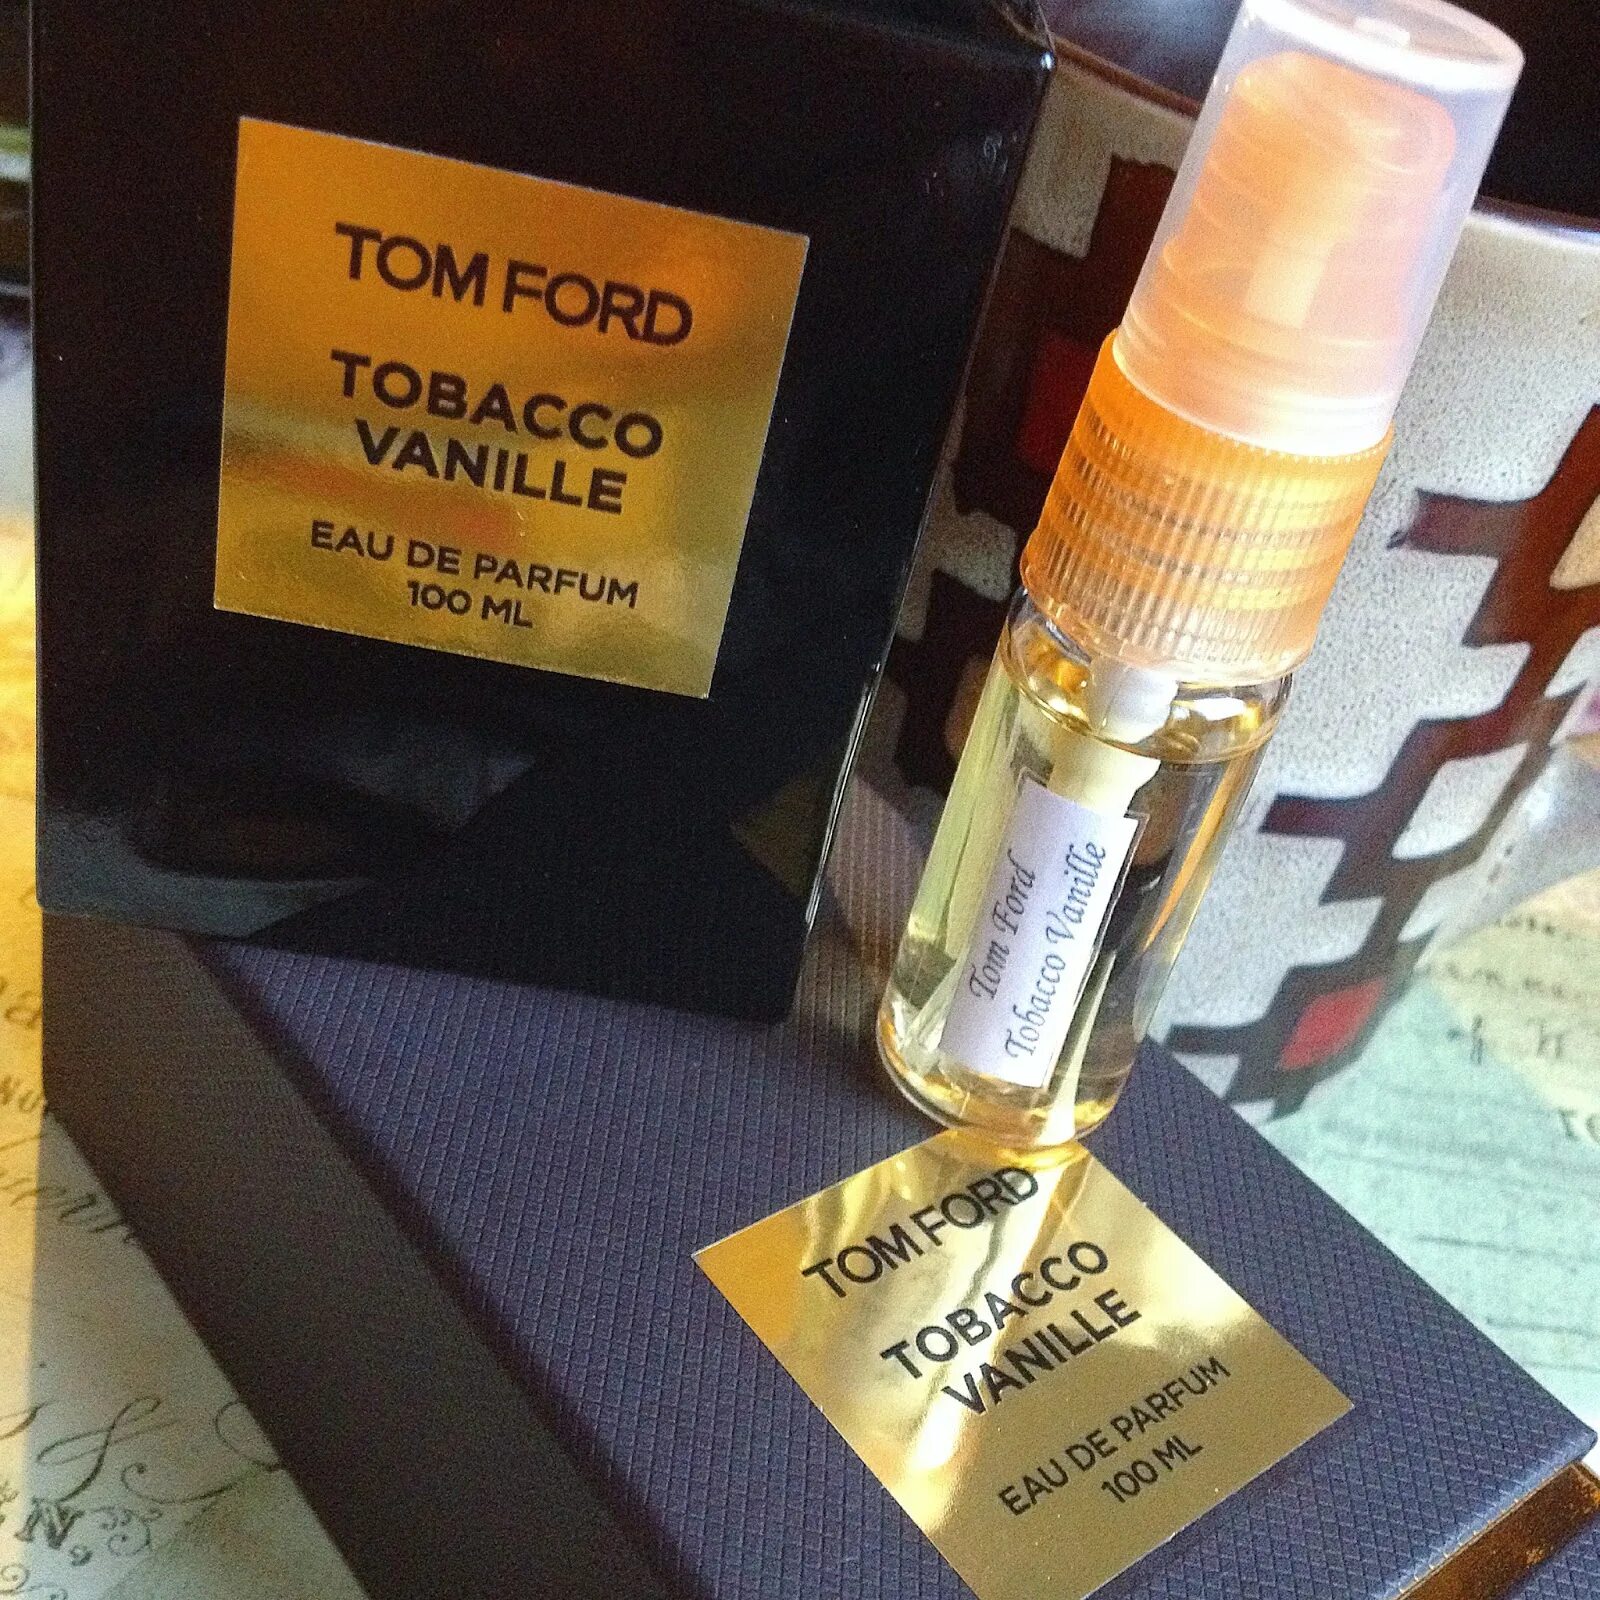 TOM FORD
TOBACCO
VANILLE
EAU DE PARFUM
100 ML
Tom Ford
Tobacco Vanille
TOM FORD
TOBACCO
VANILLE
EAU DE PARFUM
100 ML